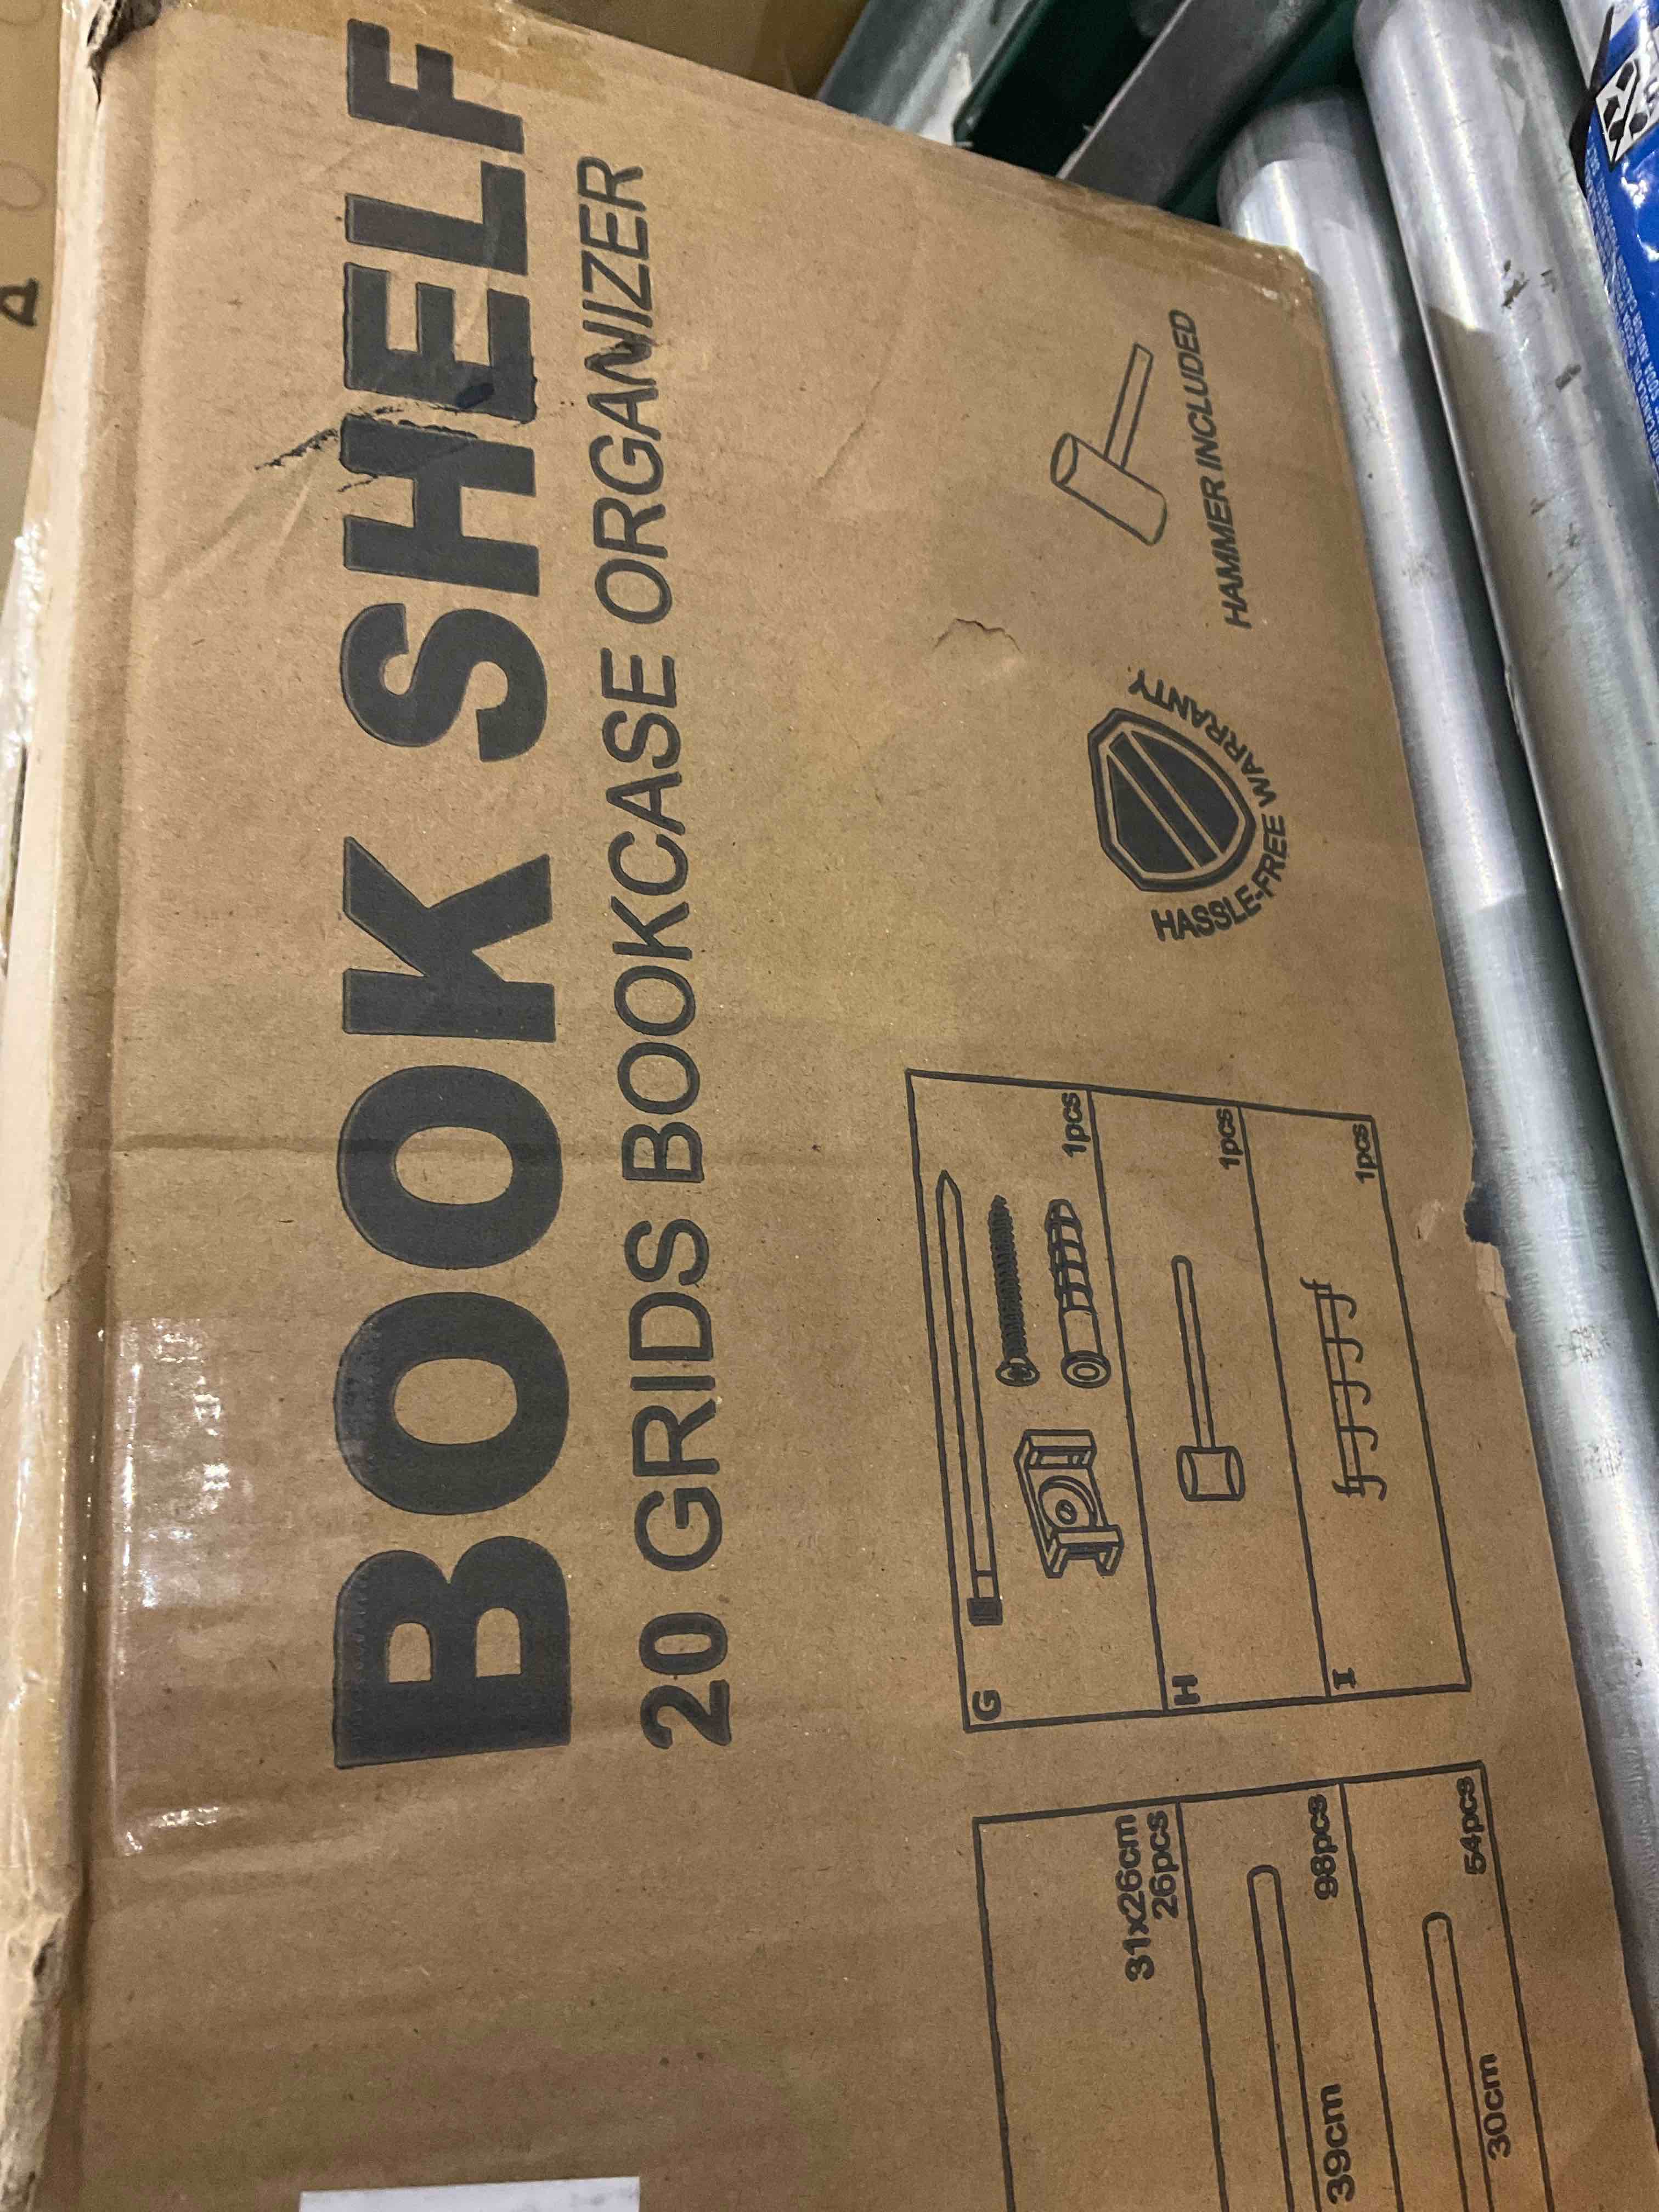 BOOK SHELF
20 GRIDS BOOKCASE ORGANIZER
31x26cm
26pcs
98pcs
39cm
54pcs
30cm
G
1pcs
H
1pcs
I
1pcs
HASSLE-FREE WARRANTY
HAMMER INCLUDED